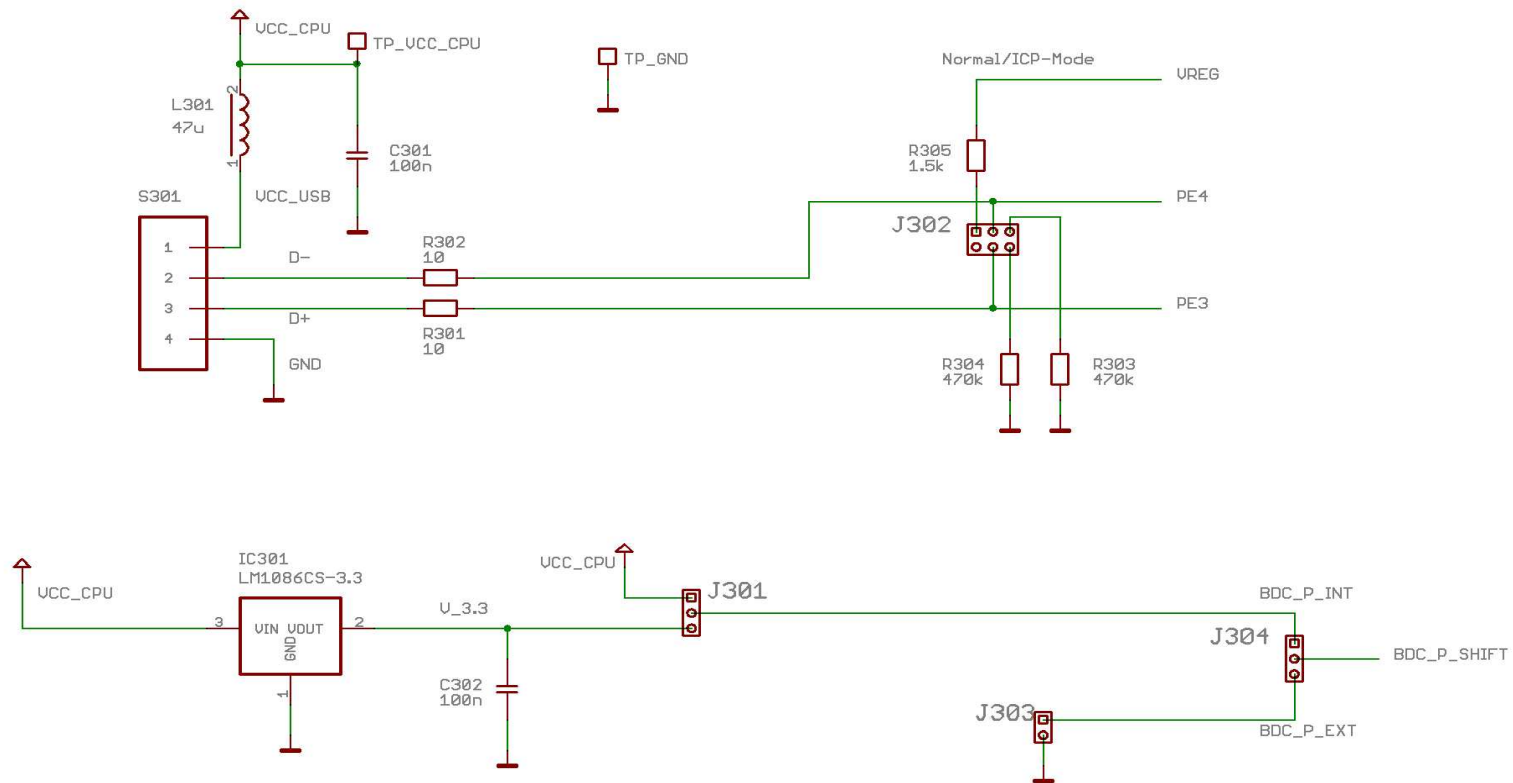 VCC_CPU
TP_VCC_CPU
TP_GND
Normal/ICP-Mode
VREG
2
L301
47u
1
C301
100n
R305
1.5k
S301
VCC_USB
PE4
J302
1
D-
R302
10
2
3
D+
PE3
R301
10
4
GND
R304
470k
R303
470k
IC301
LM1086CS-3.3
VCC_CPU
VCC_CPU
J301
BDC_P_INT
3
VIN VOUT
GND
2
V_3.3
1
J304
BDC_P_SHIFT
C302
100n
J303
BDC_P_EXT